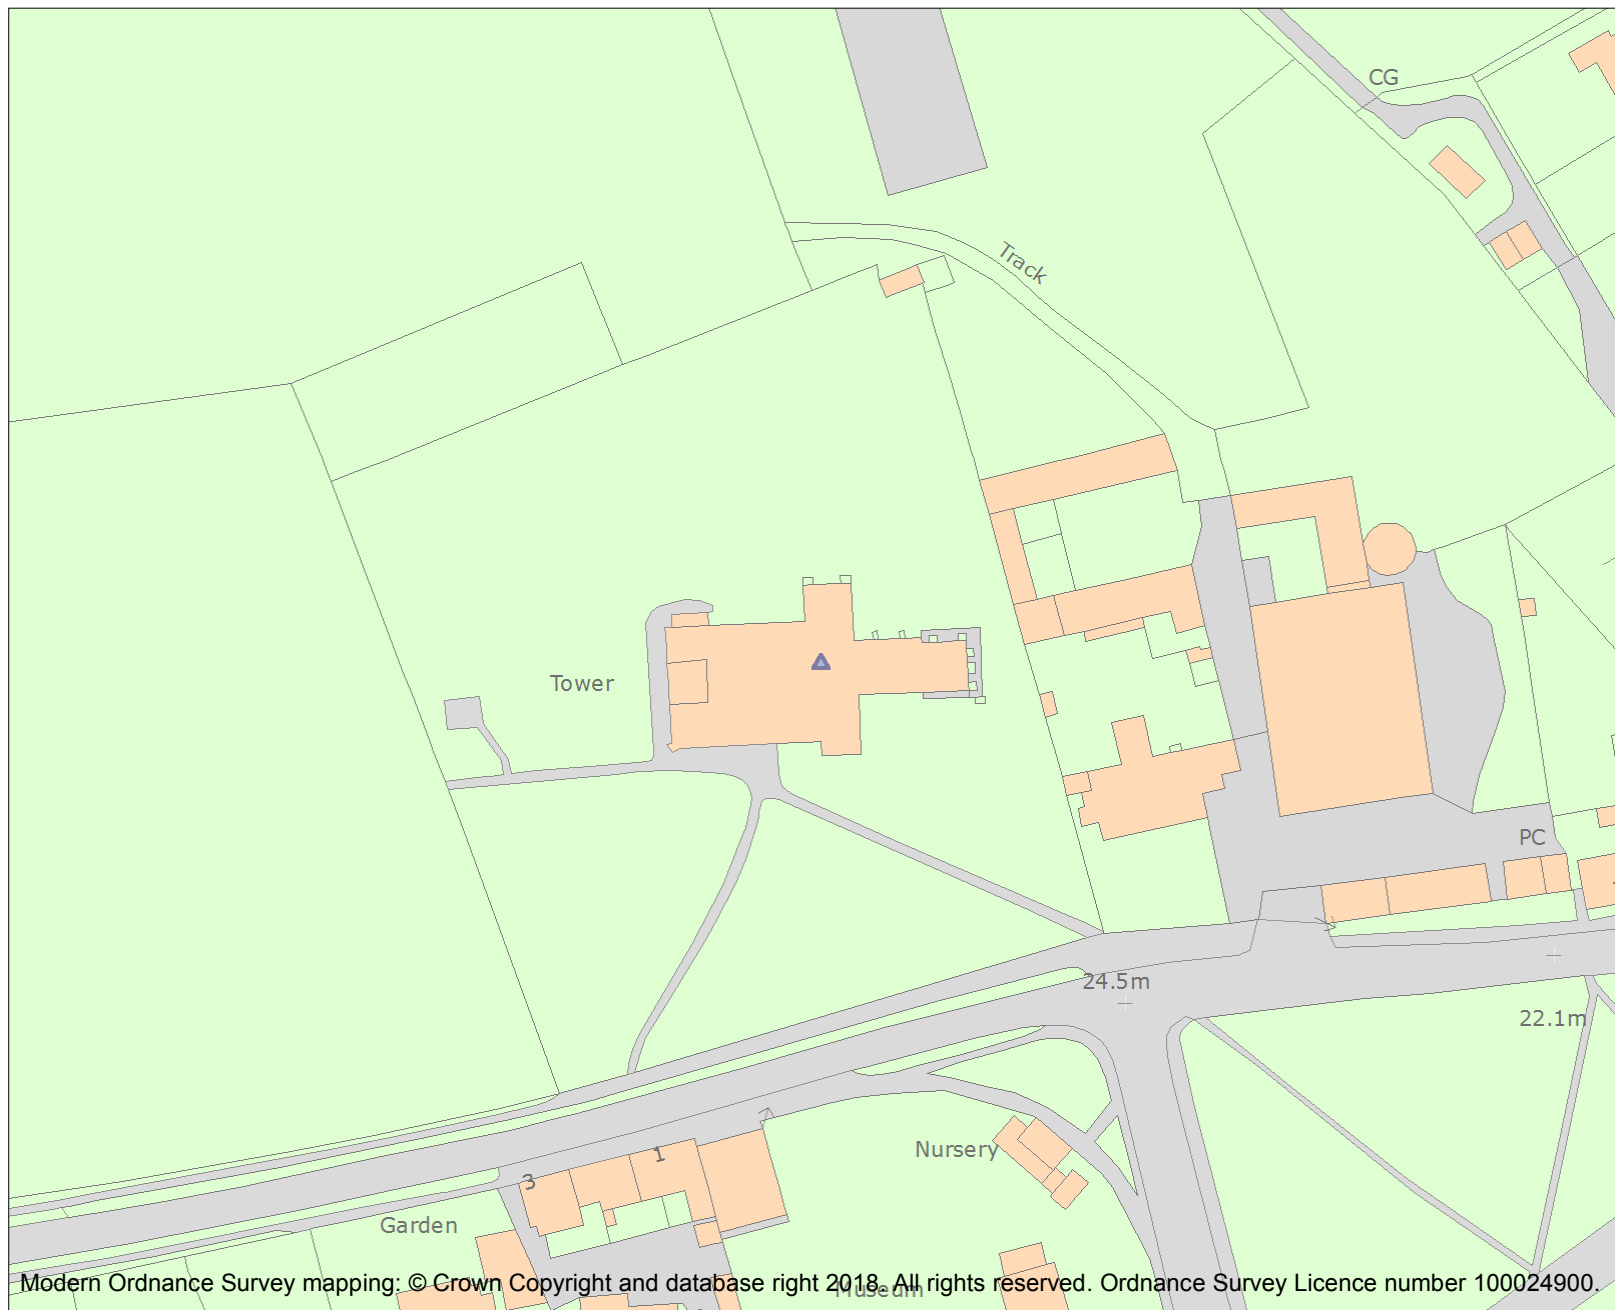 CG
Track
Tower
PC
24.5m
22.1m
Nursery
1
3
Garden
Museum
Modern Ordnance Survey mapping: © Crown Copyright and database right 2018. All rights reserved. Ordnance Survey Licence number 100024900.